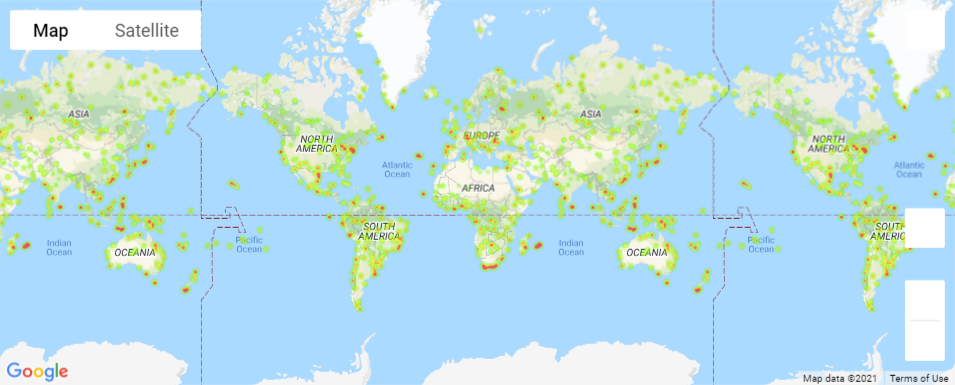 Map Satellite
ASIA
EUROPE
ASIA
NORTH
AMERICA
NORTH
AMERICA
Atlantic
Ocean
Atlantic
Ocean
AFRICA
SOUTH
AMERICA
SOUTH
AMERIC
Indian
Ocean
OCEANIA
Pacific
Ocean
Indian
Ocean
OCEANIA
Pacific
Ocean
Google
Map data ©2021 Terms of Use